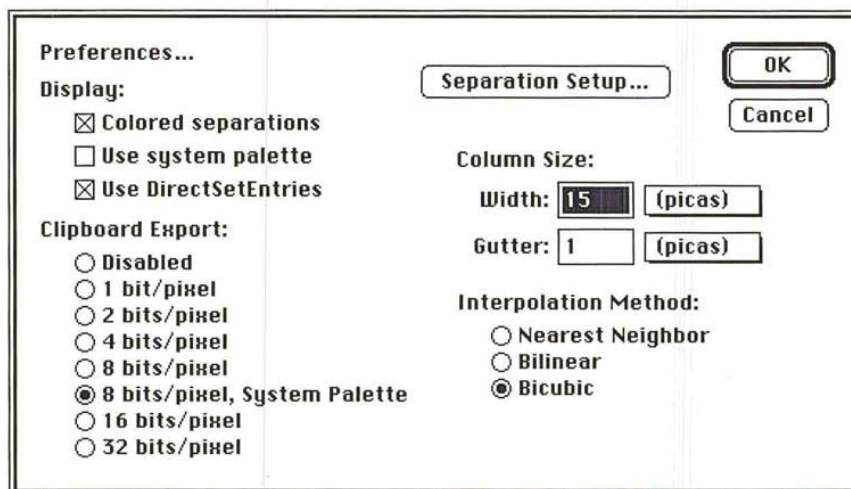 Preferences...
Display:
Colored separations
Use system palette
Use DirectSetEntries
Clipboard Export:
Disabled
1 bit/pixel
2 bits/pixel
4 bits/pixel
8 bits/pixel
8 bits/pixel, System Palette
16 bits/pixel
32 bits/pixel
Separation Setup...
OK
Cancel
Column Size:
Width: 15 (picas)
Gutter: 1 (picas)
Interpolation Method:
Nearest Neighbor
Bilinear
Bicubic